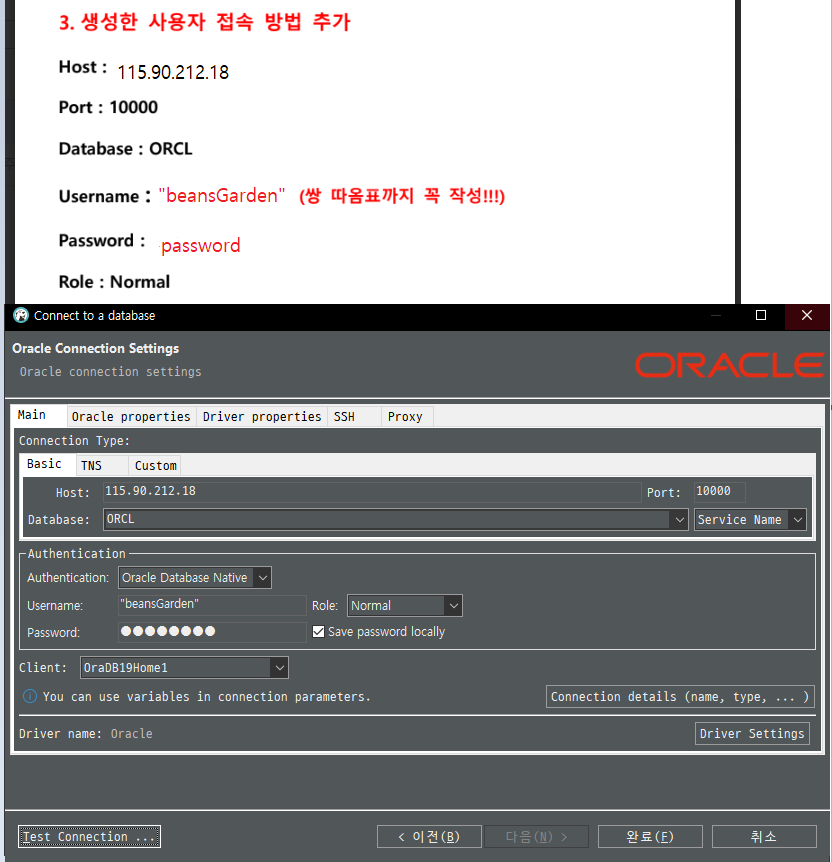 3. 생성한 사용자 접속 방법 추가
Host : 115.90.212.18
Port : 10000
Database : ORCL
Username : "beansGarden" (쌍 따옴표까지 꼭 작성!!!)
Password : password
Role : Normal
Connect to a database
Oracle Connection Settings
Oracle connection settings
ORACLE
Main Oracle properties Driver properties SSH Proxy
Connection Type:
Basic TNS Custom
Host: 115.90.212.18 Port: 10000
Database: ORCL Service Name
Authentication
Authentication: Oracle Database Native
Username: "beansGarden" Role: Normal
Password: ●●●●●●●● Save password locally
Client: OraDB19Home1
You can use variables in connection parameters. Connection details (name, type, ... )
Driver name: Oracle Driver Settings
Test Connection ... < 이전(B) 다음(N) > 완료(F) 취소